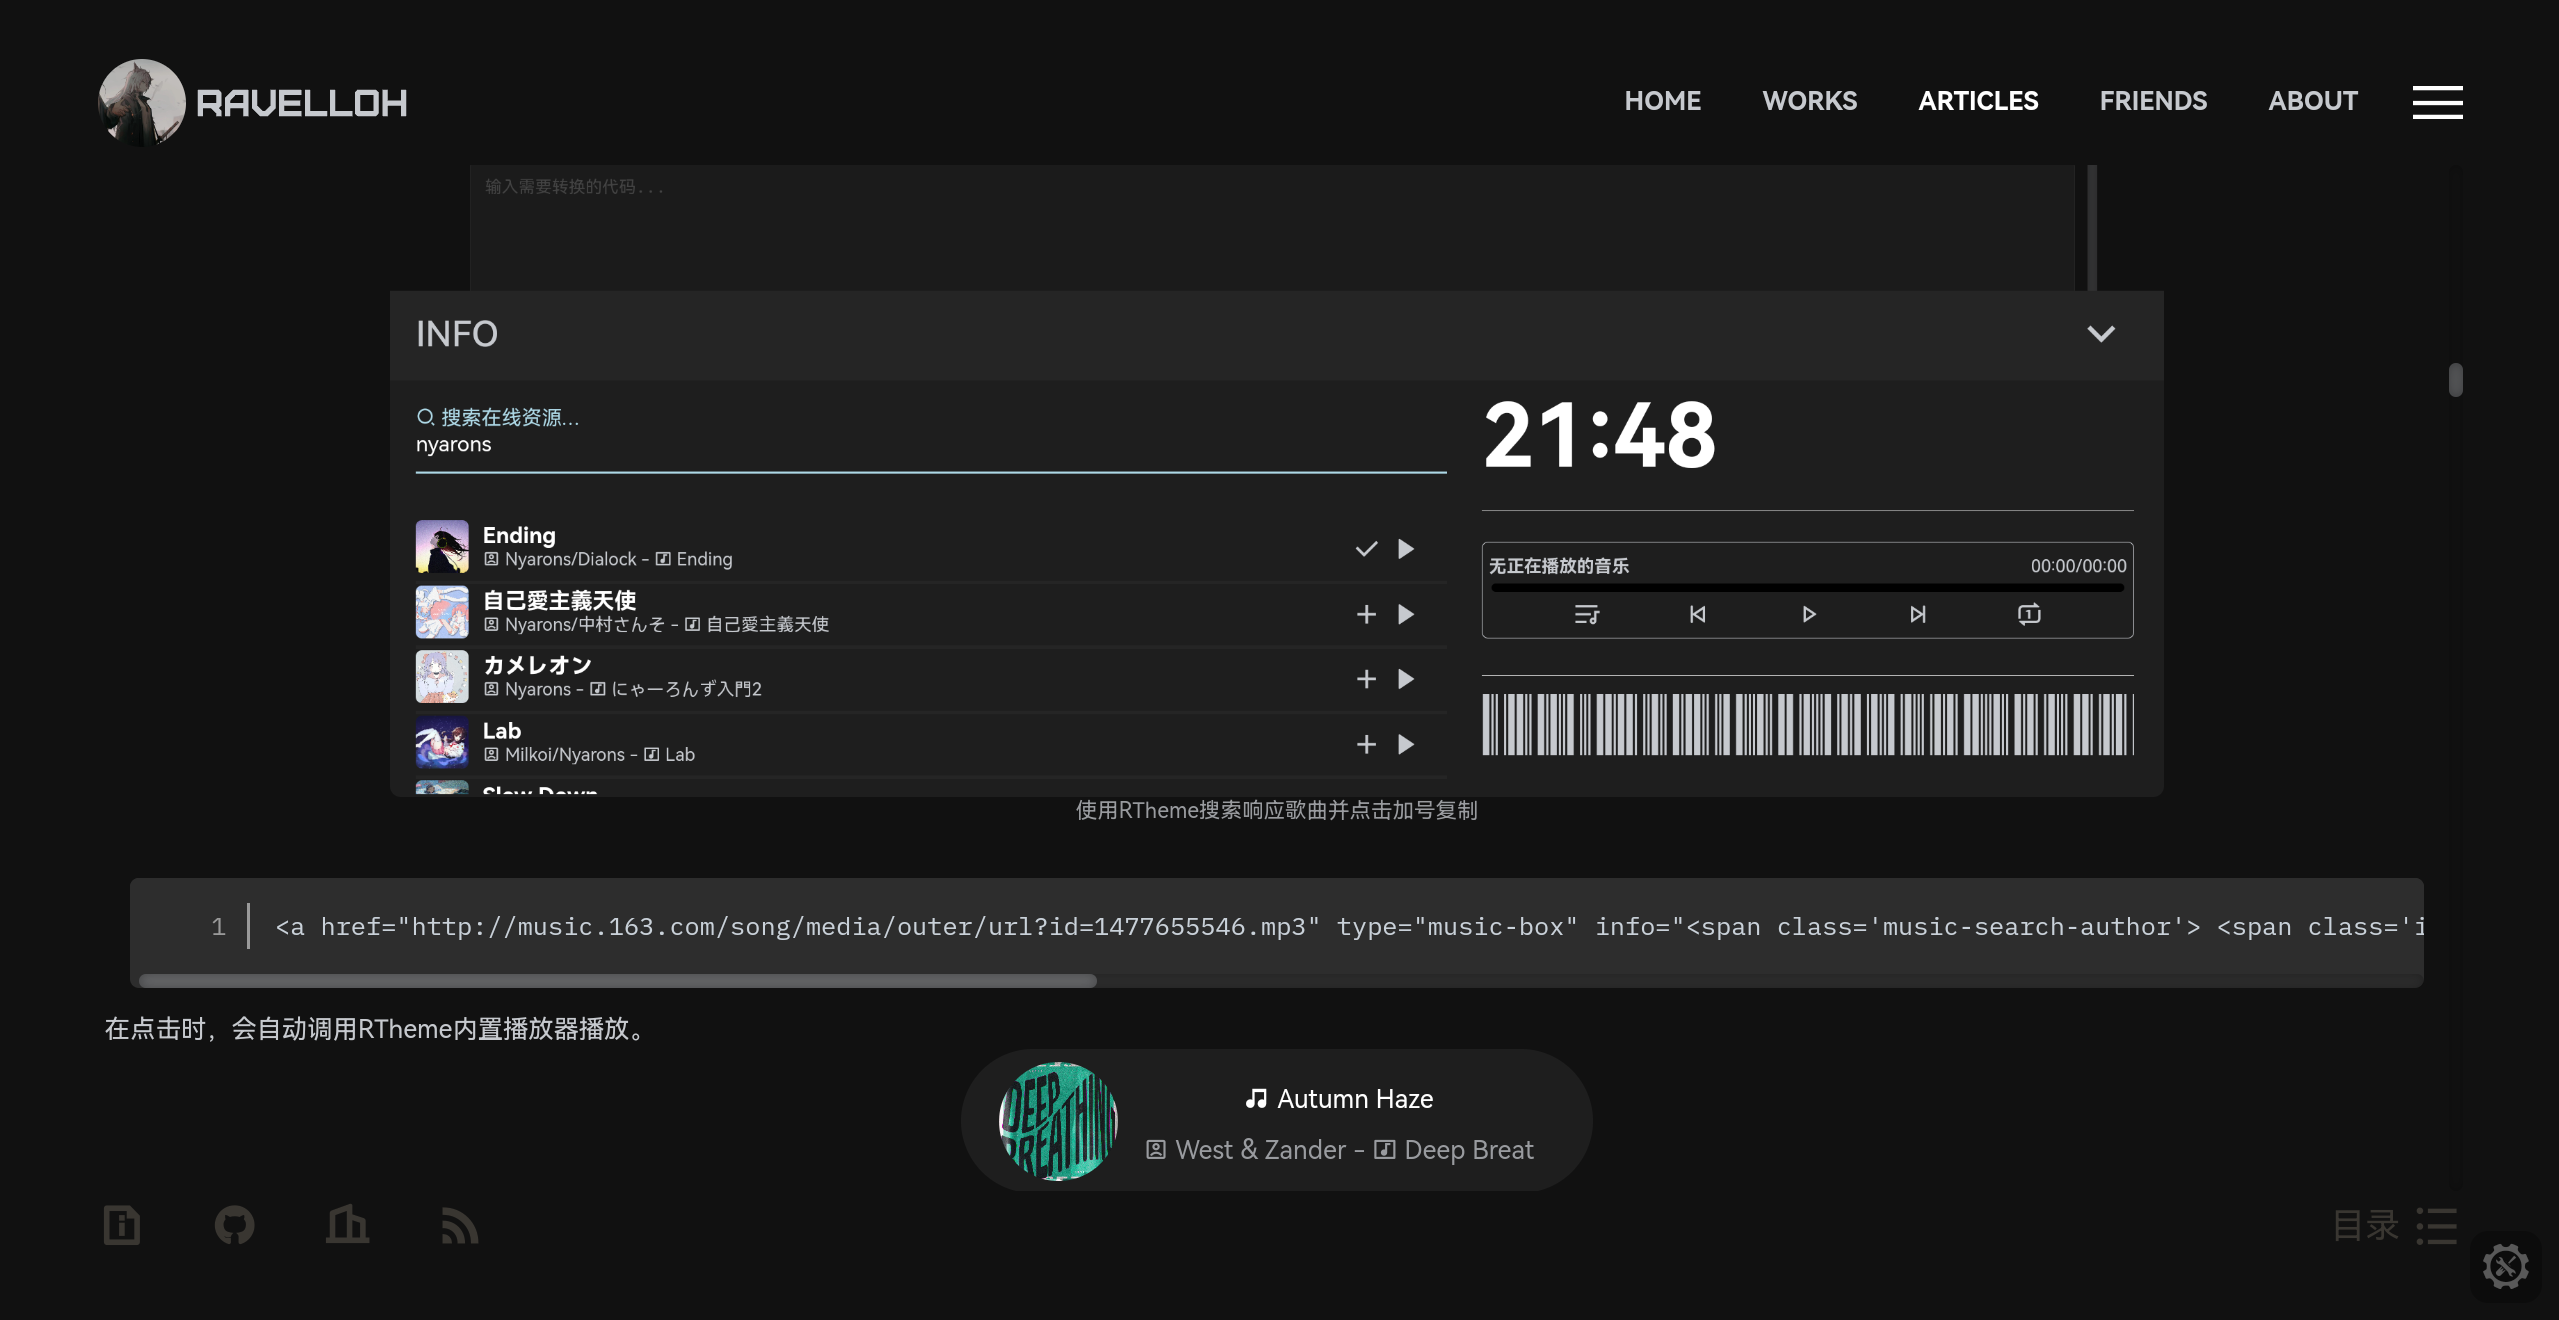 RAVELLOH
HOME WORKS ARTICLES FRIENDS ABOUT
输入需要转换的代码...
INFO
搜索在线资源...
nyarons
Ending
Nyarons/Dialock - Ending
自己愛主義天使
Nyarons/中村さんそ - 自己愛主義天使
カメレオン
Nyarons - にゃーろんず入門2
Lab
Milkoi/Nyarons - Lab
Slow Down
21:48
无正在播放的音乐 00:00/00:00
使用RTheme搜索响应歌曲并点击加号复制
1 <a href="http://music.163.com/song/media/outer/url?id=1477655546.mp3" type="music-box" info="<span class='music-search-author'> <span class='i
在点击时，会自动调用RTheme内置播放器播放。
DEEP
BREATHING
Autumn Haze
West & Zander - Deep Breat
目录